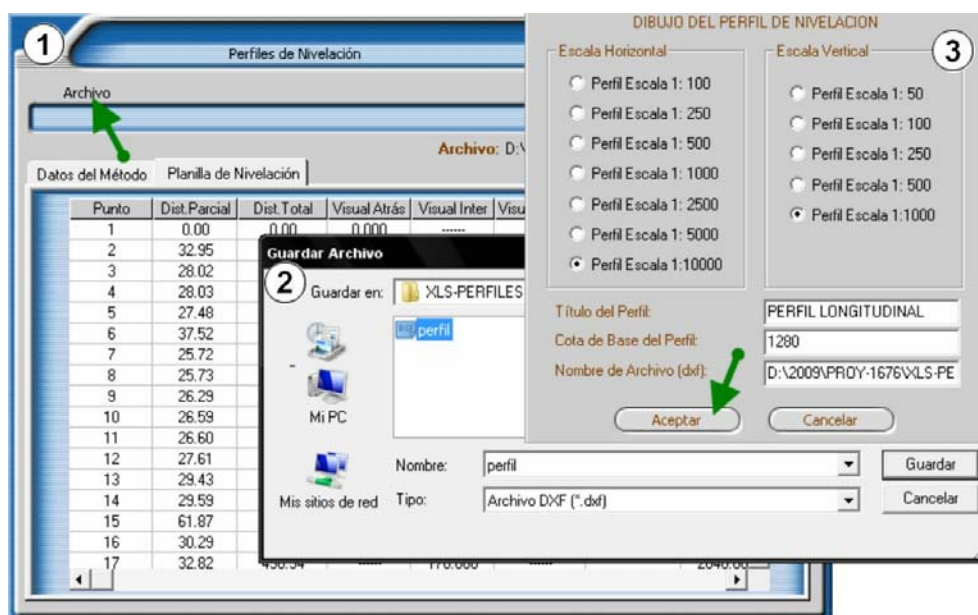 1
Perfiles de Nivelación
Archivo
Archivo: D:\
Datos del Método Planilla de Nivelación
Punto Dist.Parcial Dist.Total Visual Atrás Visual Inter
1 0.00 0.00 0.000 -----
2 32.95
3 28.02
4 28.03
5 27.48
6 37.52
7 25.72
8 25.73
9 26.29
10 26.59
11 26.60
12 27.61
13 29.43
14 29.59
15 61.87
16 30.29
17 32.82
Guardar Archivo
2
Guardar en: XLS-PERFILES
perfil
Mi PC
Mis sitios de red
Nombre: perfil
Tipo: Archivo DXF (*.dxf)
Guardar
Cancelar
DIBUJO DEL PERFIL DE NIVELACION
3
Escala Horizontal
Perfil Escala 1: 100
Perfil Escala 1: 250
Perfil Escala 1: 500
Perfil Escala 1: 1000
Perfil Escala 1: 2500
Perfil Escala 1: 5000
Perfil Escala 1:10000
Escala Vertical
Perfil Escala 1: 50
Perfil Escala 1: 100
Perfil Escala 1: 250
Perfil Escala 1: 500
Perfil Escala 1:1000
Título del Perfil: PERFIL LONGITUDINAL
Cota de Base del Perfil: 1280
Nombre de Archivo (dxf): D:\2009\PROY-1676\XLS-PE
Aceptar Cancelar